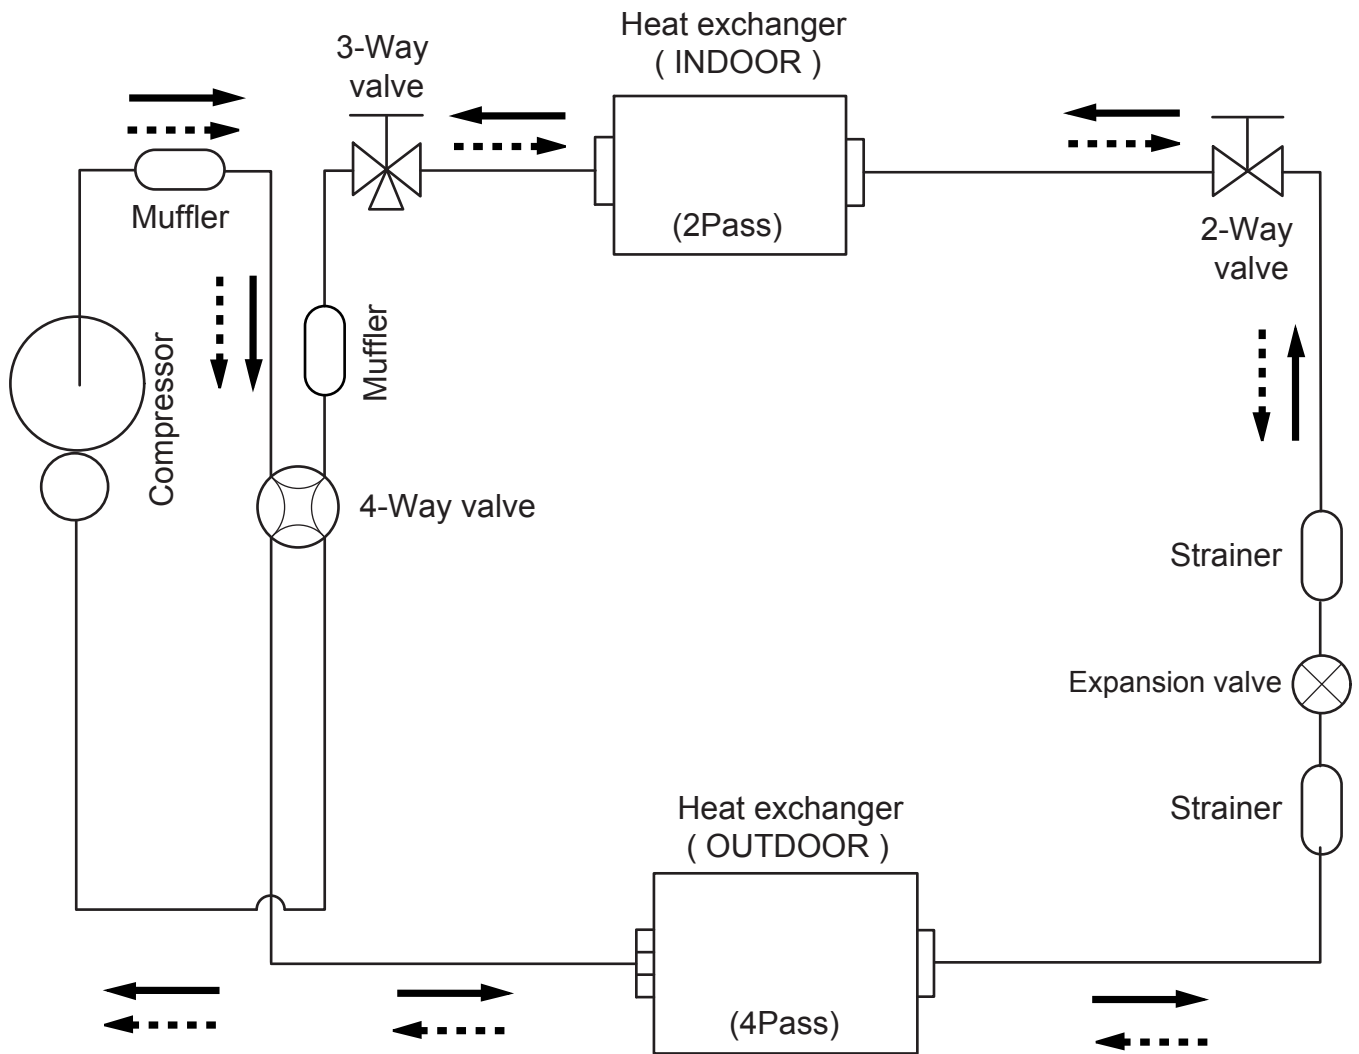 Heat exchanger
( INDOOR )
3-Way
valve
Muffler
(2Pass)
2-Way
valve
Muffler
Compressor
4-Way valve
Strainer
Expansion valve
Strainer
Heat exchanger
( OUTDOOR )
(4Pass)